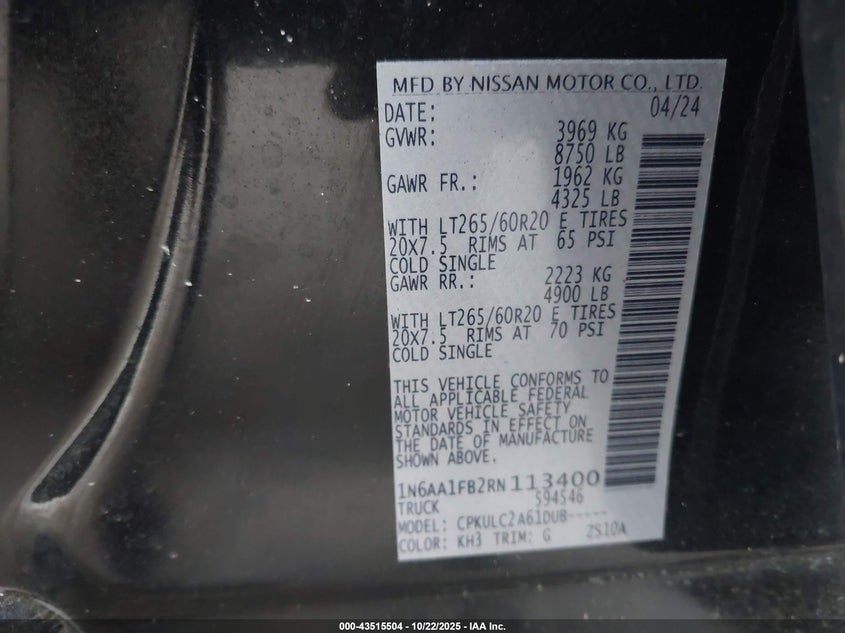 MFD BY NISSAN MOTOR CO., LTD.
DATE: 04/24
GVWR: 3969 KG
8750 LB
GAWR FR.: 1962 KG
4325 LB
WITH LT265/60R20 E TIRES
20X7.5 RIMS AT 65 PSI
COLD SINGLE
GAWR RR.: 2223 KG
4900 LB
WITH LT265/60R20 E TIRES
20X7.5 RIMS AT 70 PSI
COLD SINGLE
THIS VEHICLE CONFORMS TO
ALL APPLICABLE FEDERAL
MOTOR VEHICLE SAFETY
STANDARDS IN EFFECT ON
THE DATE OF MANUFACTURE
SHOWN ABOVE.
1N6AA1FB2RN113400
TRUCK 594546
MODEL: CPKULC2A61DUB-----
COLOR: KH3 TRIM: G ZS10A
000-43515504 - 10/22/2025 - IAA Inc.